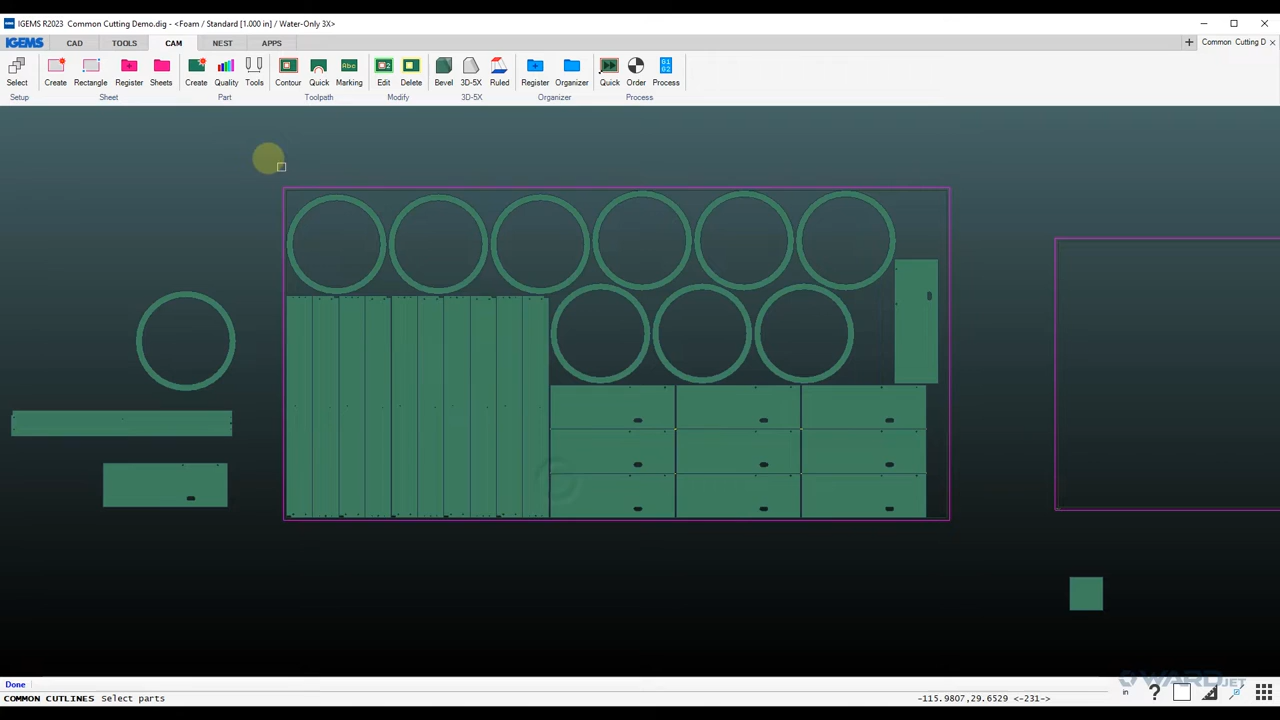 IGEMS R2023 Common Cutting Demo.dig - <Foam / Standard [1.000 in] / Water-Only 3X>
IGEMS CAD TOOLS CAM NEST APPS
Common Cutting D
Select Create Rectangle Register Sheets Create Quality Tools Contour Quick Marking Edit Delete Bevel 3D-5X Ruled Register Organizer Quick Order Process
Setup Sheet Part Toolpath Modify 3D-5X Organizer Process
Done
COMMON CUTLINES Select parts
-115.9807,29.6529 <-231>
in
WARDJET